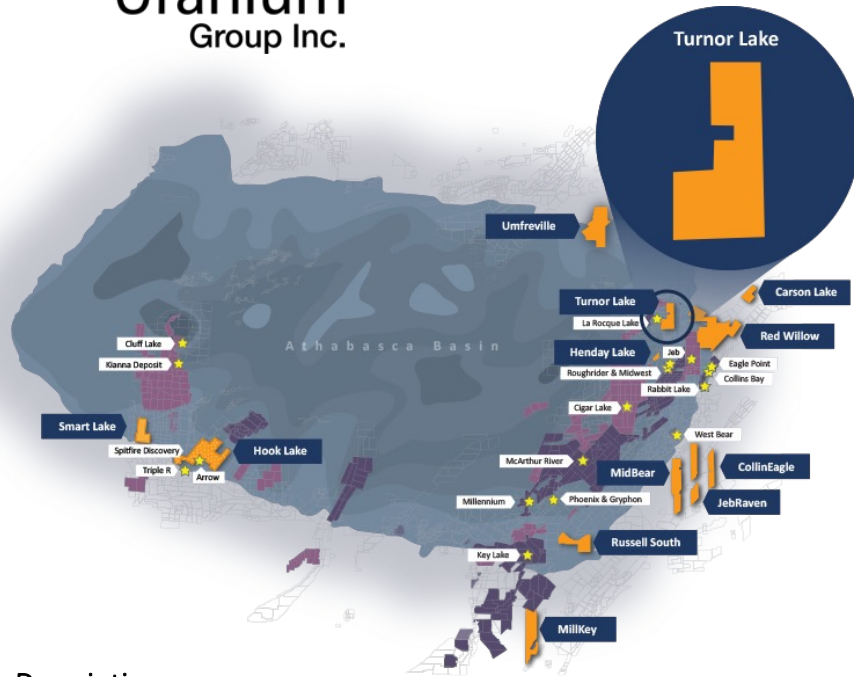 Uranium
Group Inc.
Turnor Lake
Umfreville
Carson Lake
Turnor Lake
La Rocque Lake
Red Willow
Athabasca Basin
Cluff Lake
Henday Lake
Jeb
Kianna Deposit
Eagle Point
Roughrider & Midwest
Collins Bay
Rabbit Lake
Cigar Lake
Smart Lake
West Bear
Spitfire Discovery
Hook Lake
McArthur River
Triple R
MidBear
CollinEagle
Arrow
Millennium
Phoenix & Gryphon
JebRaven
Russell South
Key Lake
MillKey